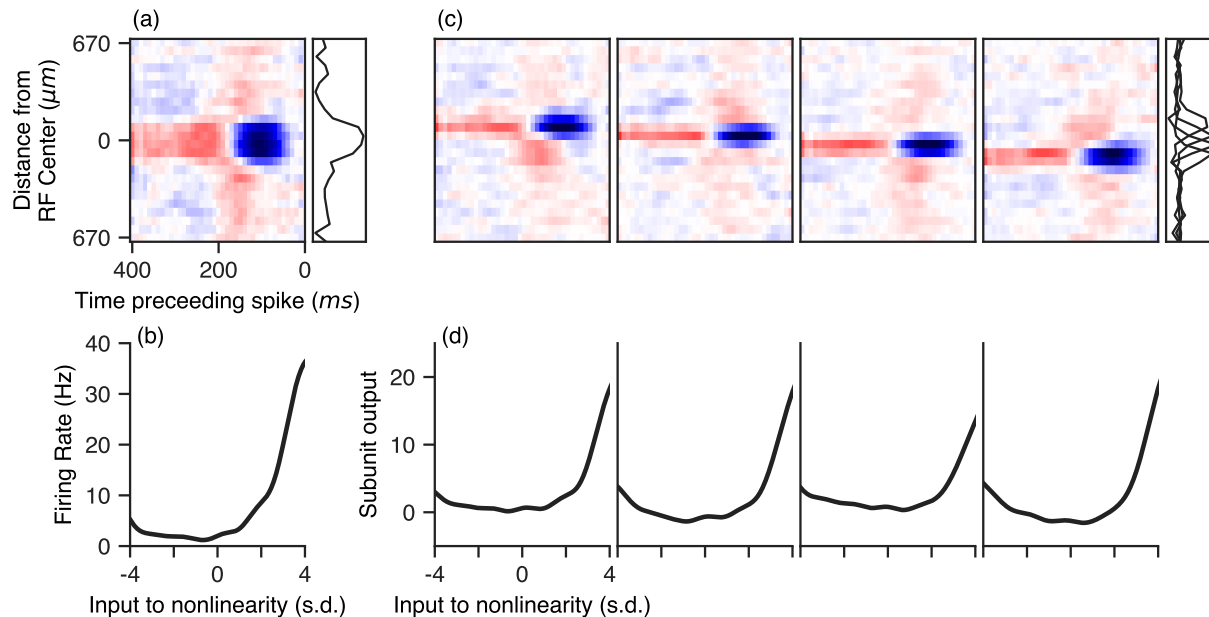 (a)
(c)
670
0
670
Distance from
RF Center (μm)
400
200
0
Time preceeding spike (ms)
(b)
(d)
40
30
20
10
0
Firing Rate (Hz)
-4
0
4
Input to nonlinearity (s.d.)
20
10
0
Subunit output
-4
0
4
Input to nonlinearity (s.d.)